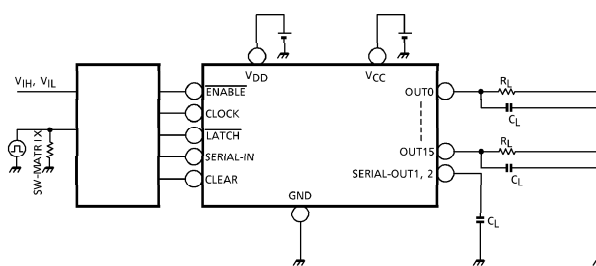 VDD
VCC
VIH, VIL
ENABLE
OUT0
RL
CLOCK
CL
LATCH
SW-MATRIX
SERIAL-IN
OUT15
RL
CLEAR
SERIAL-OUT1, 2
CL
GND
CL